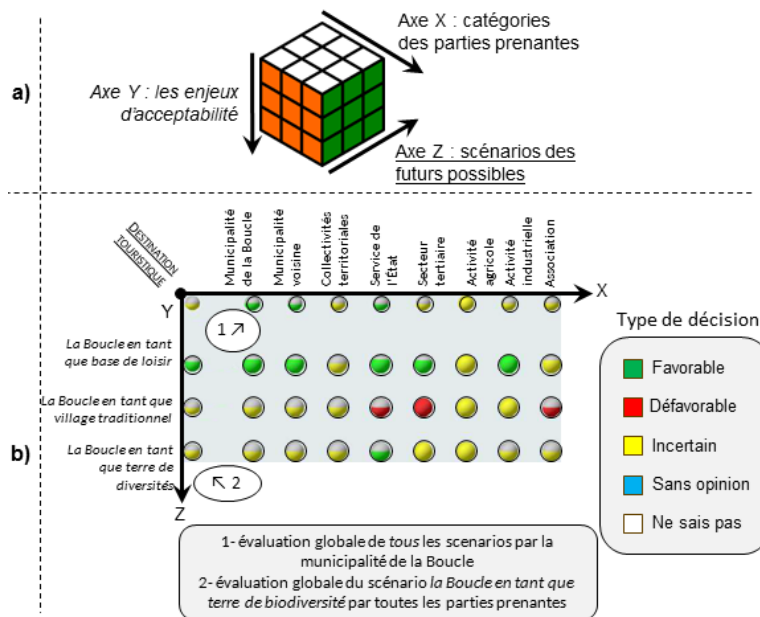 a)
Axe X : catégories
des parties prenantes
Axe Y : les enjeux
d'acceptabilité
Axe Z : scénarios des
futurs possibles
b)
DESTINATION
TOURISTIQUE
Municipalité
de la Boucle
Municipalité
voisine
Collectivités
territoriales
Service de
l'État
Secteur
tertiaire
Activité
agricole
Activité
industrielle
Association
X
Y
1 ↗
La Boucle en tant
que base de loisir
La Boucle en tant que
village traditionnel
La Boucle en tant
que terre de
diversités
↖ 2
Z
Type de décision
Favorable
Défavorable
Incertain
Sans opinion
Ne sais pas
1- évaluation globale de tous les scenarios par la
municipalité de la Boucle
2- évaluation globale du scénario la Boucle en tant que
terre de biodiversité par toutes les parties prenantes